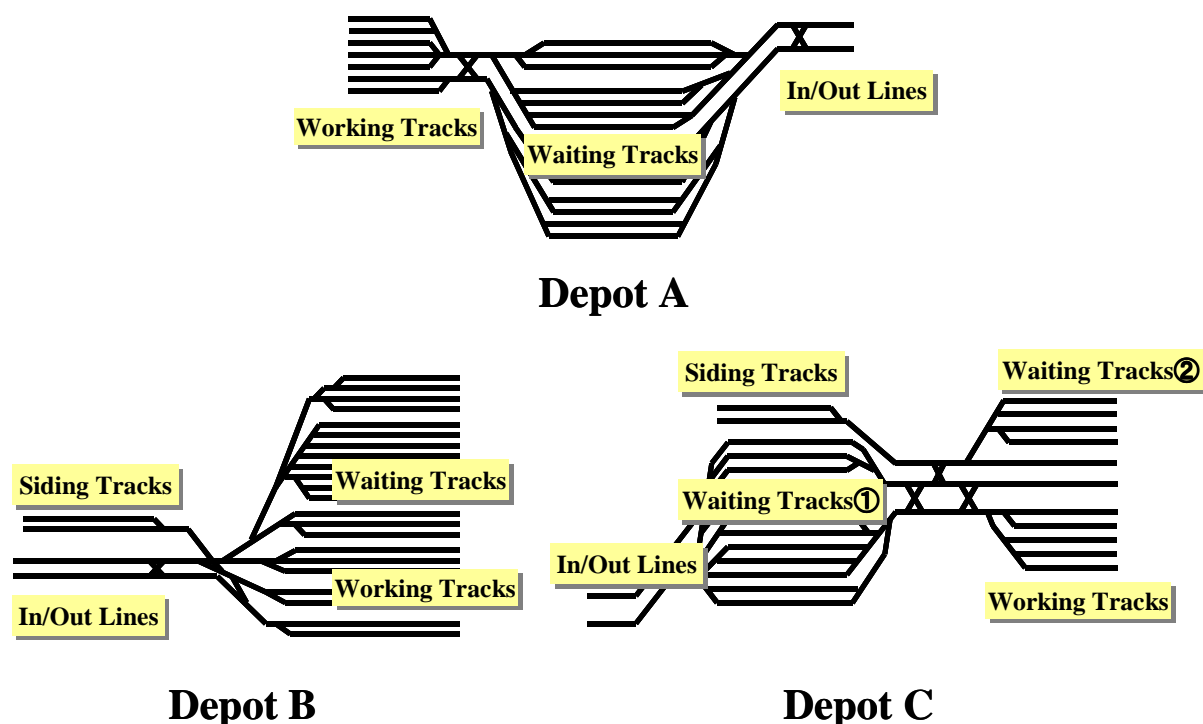 In/Out Lines
Working Tracks
Waiting Tracks
Depot A
Siding Tracks
Waiting Tracks
Working Tracks
In/Out Lines
Depot B
Siding Tracks
Waiting Tracks②
Waiting Tracks①
In/Out Lines
Working Tracks
Depot C